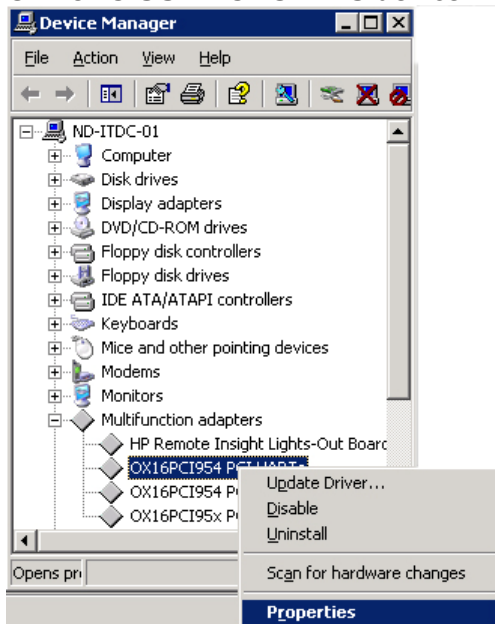 Device Manager
File Action View Help
ND-ITDC-01
Computer
Disk drives
Display adapters
DVD/CD-ROM drives
Floppy disk controllers
Floppy disk drives
IDE ATA/ATAPI controllers
Keyboards
Mice and other pointing devices
Modems
Monitors
Multifunction adapters
HP Remote Insight Lights-Out Board
OX16PCI954 PCI UARTs
OX16PCI954
OX16PCI95x
Update Driver...
Disable
Uninstall
Scan for hardware changes
Properties
Opens